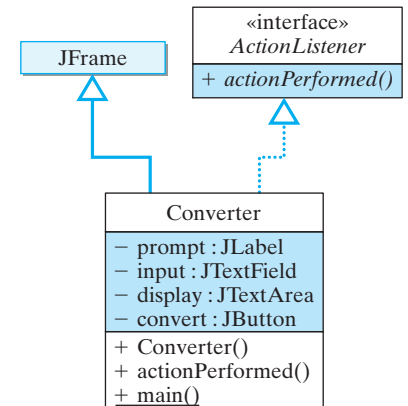 «interface»
ActionListener
JFrame
+ actionPerformed()
Converter
− prompt : JLabel
− input : JTextField
− display : JTextArea
− convert : JButton
+ Converter()
+ actionPerformed()
+ main()